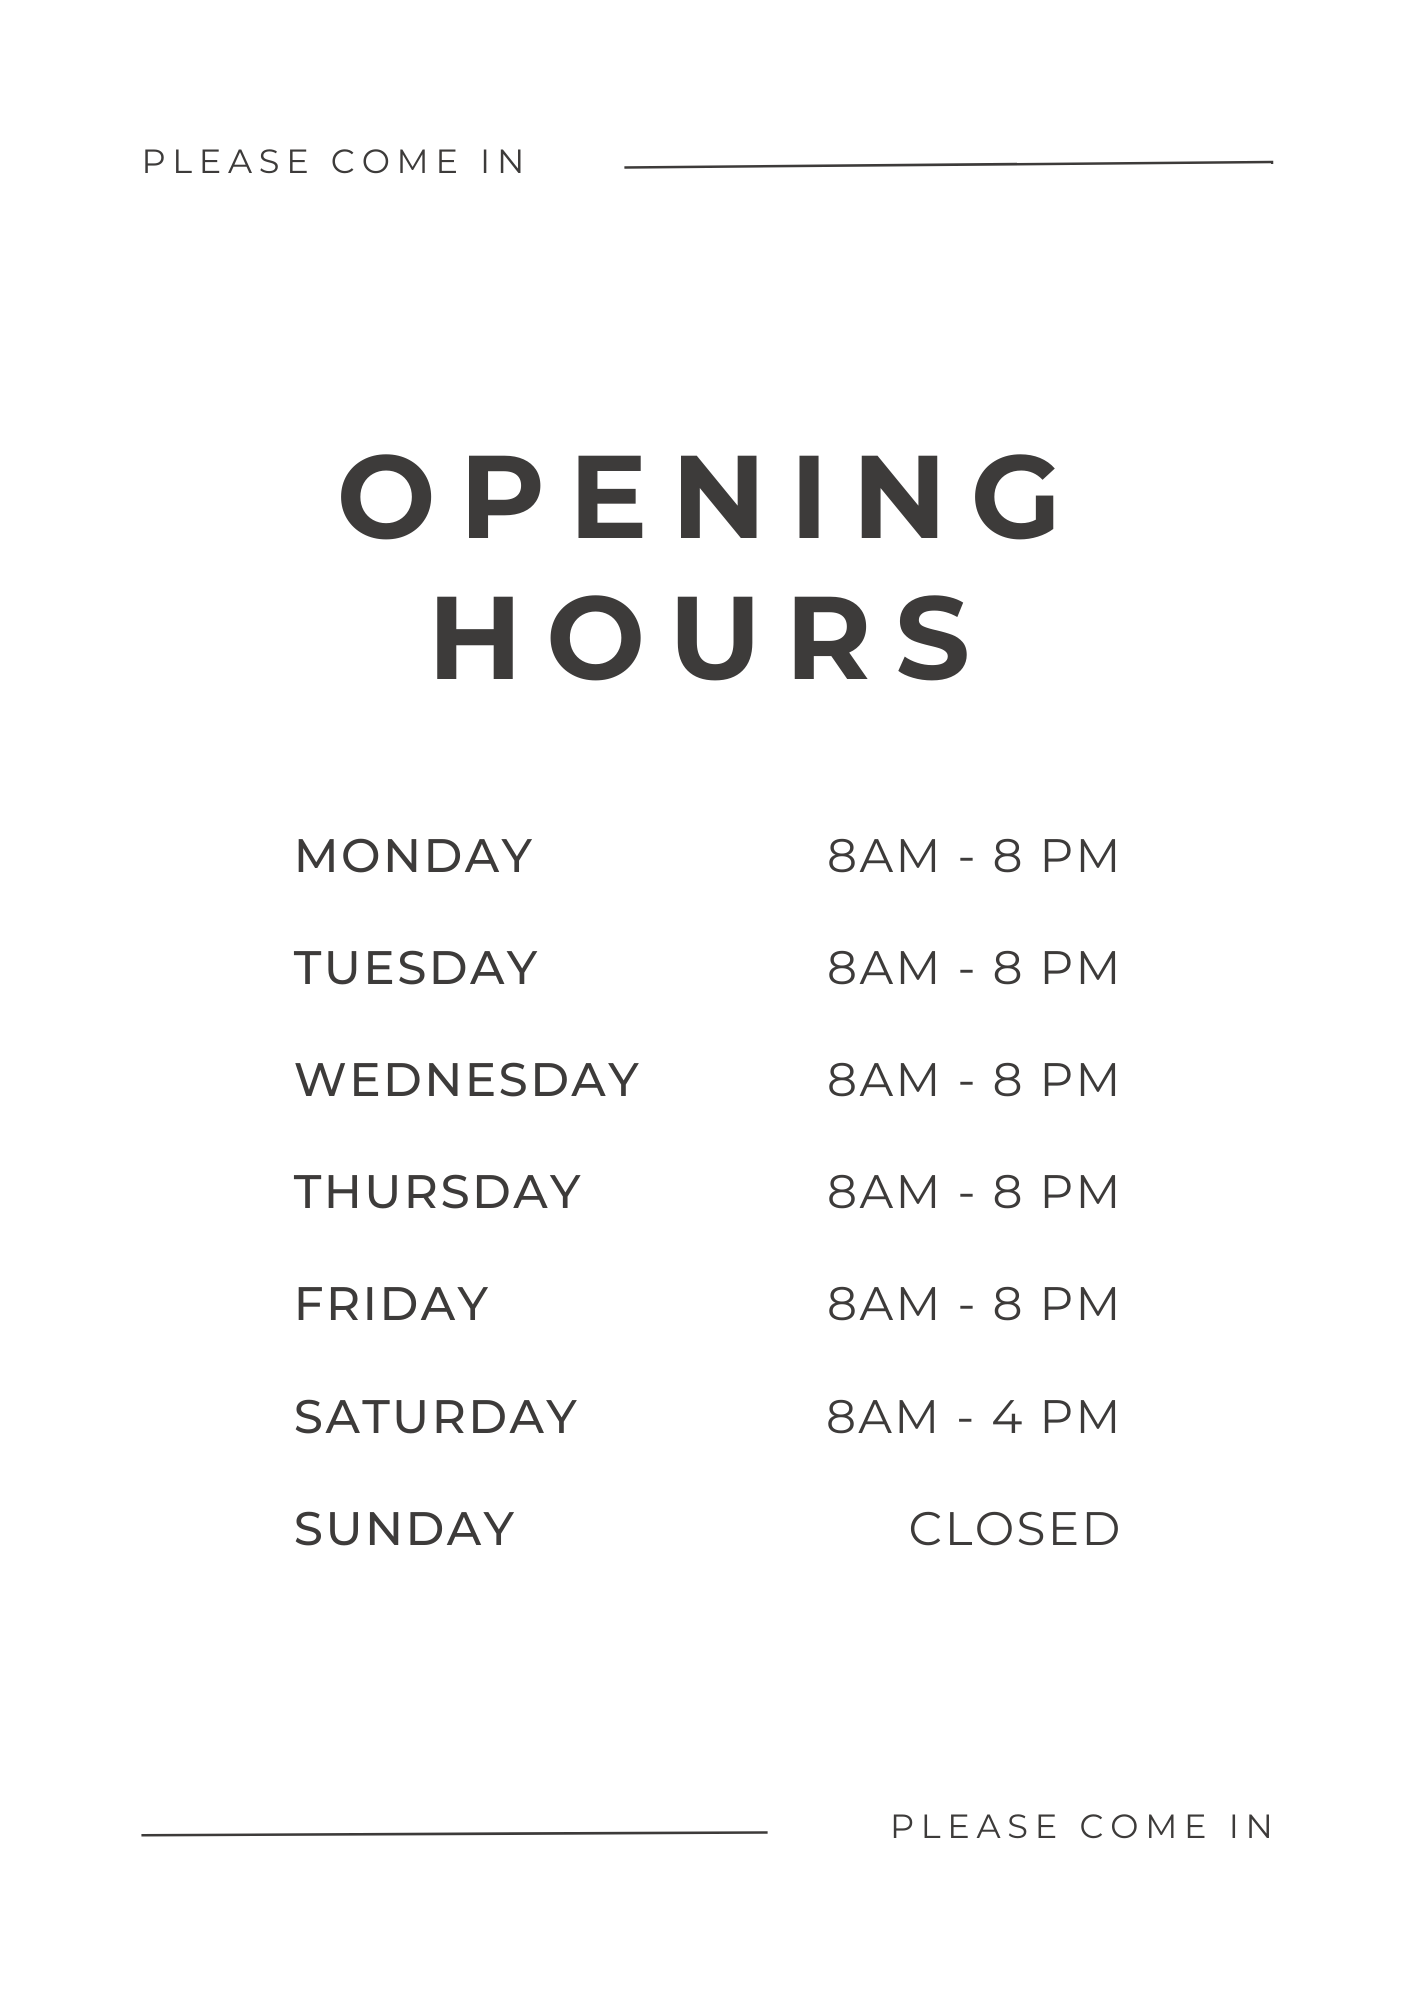 PLEASE COME IN
OPENING
HOURS
MONDAY 8AM - 8 PM
TUESDAY 8AM - 8 PM
WEDNESDAY 8AM - 8 PM
THURSDAY 8AM - 8 PM
FRIDAY 8AM - 8 PM
SATURDAY 8AM - 4 PM
SUNDAY CLOSED
PLEASE COME IN